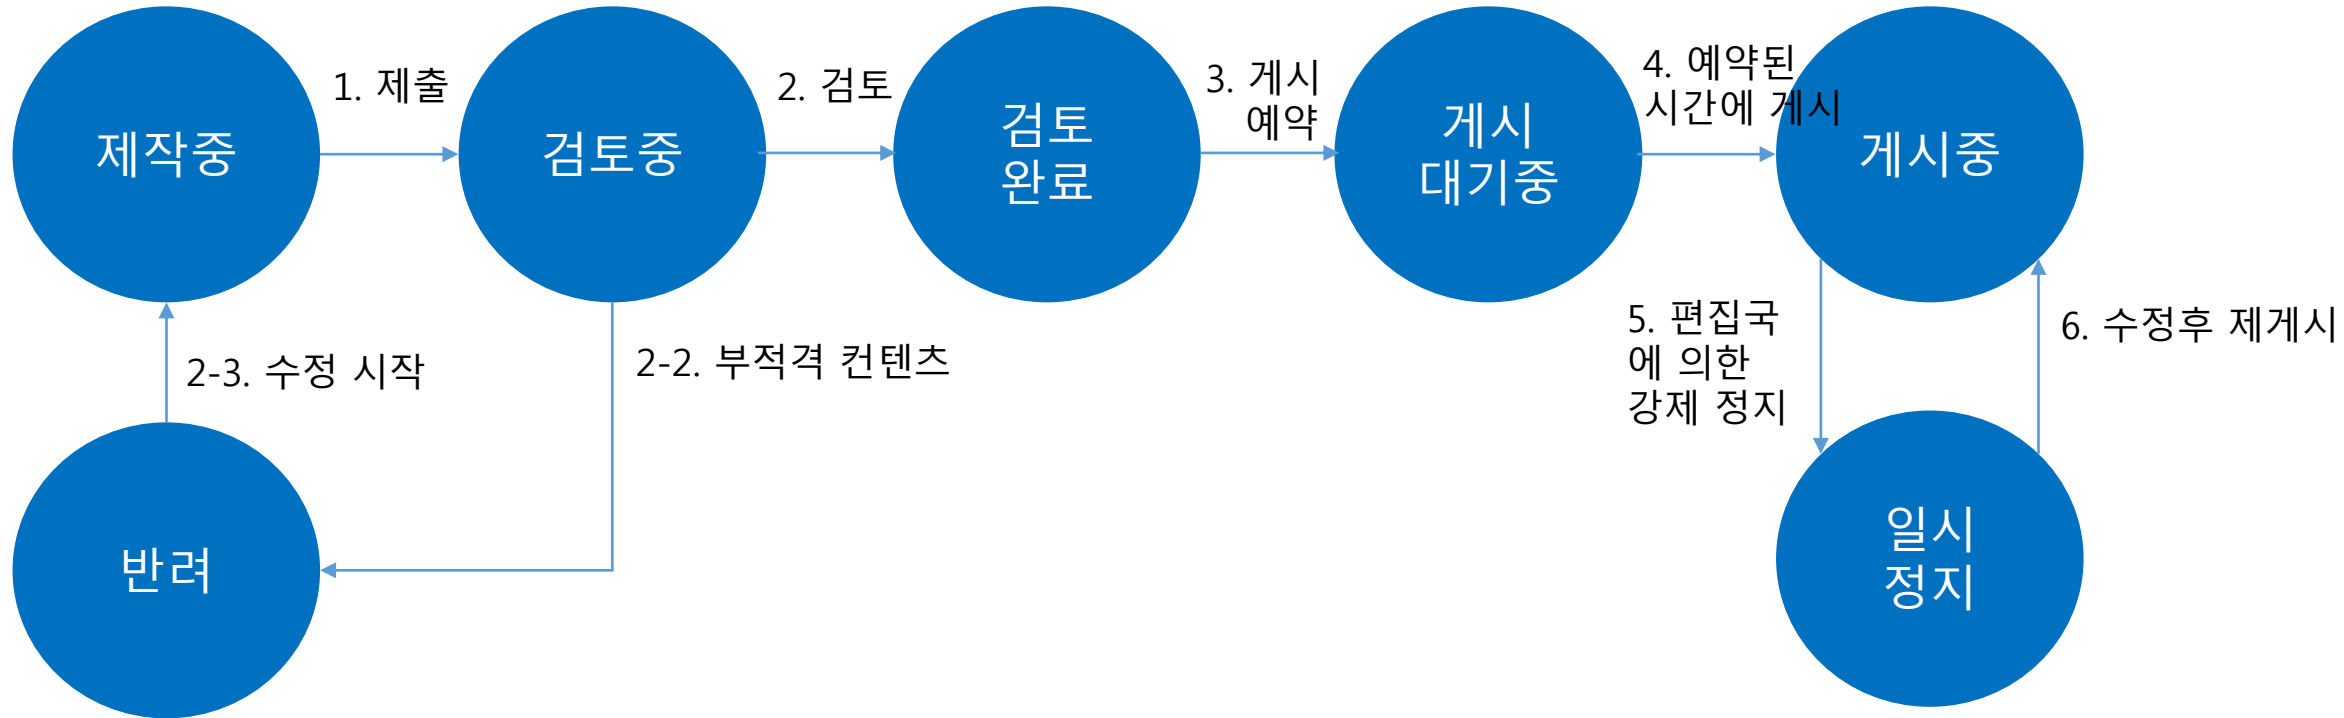 제작중
1. 제출
검토중
2. 검토
검토
완료
3. 게시
예약
게시
대기중
4. 예약된
시간에 게시
게시중
2-3. 수정 시작
2-2. 부적격 컨텐츠
5. 편집국
에 의한
강제 정지
6. 수정후 제게시
반려
일시
정지